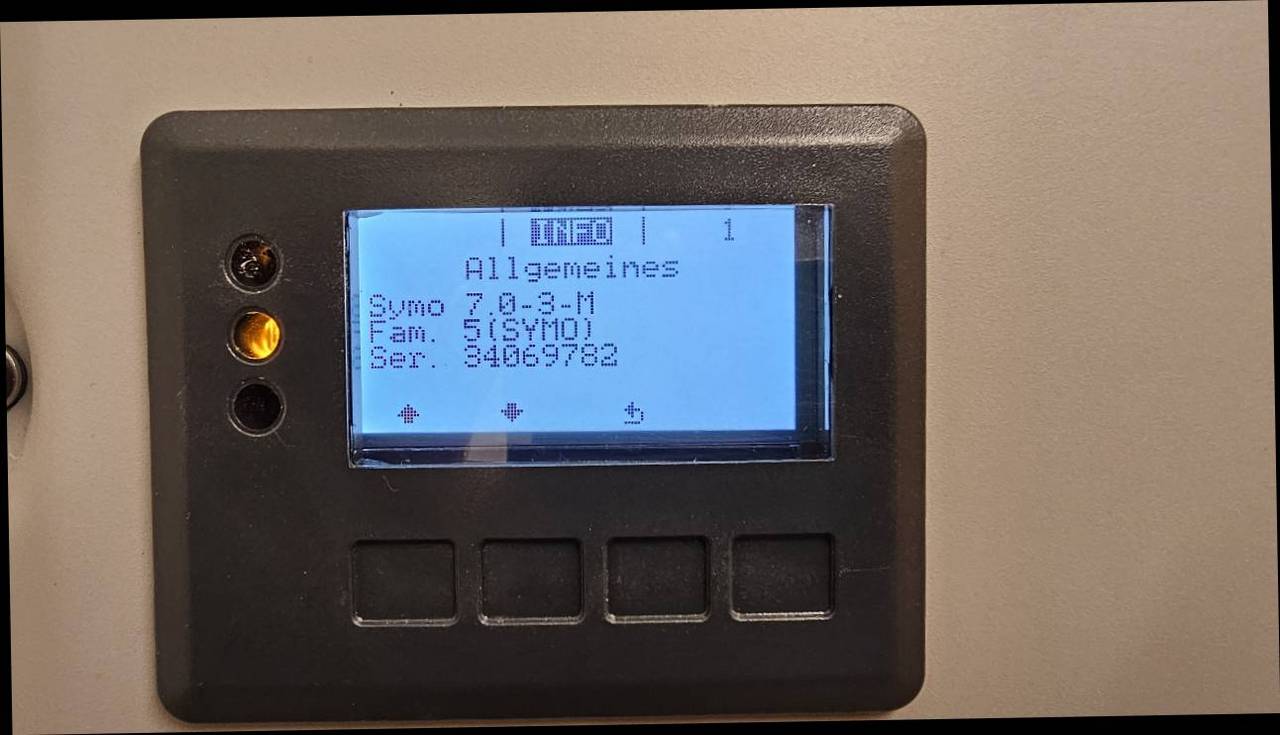 INFO 1
Allgemeines
Symo 7.0-3-M
Fam. 5(SYMO)
Ser. 34069782